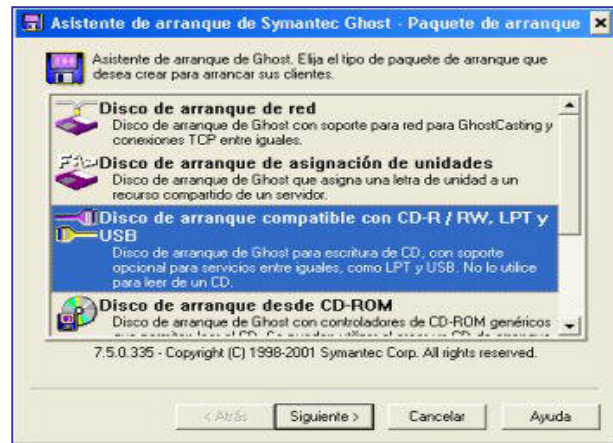 Asistente de arranque de Symantec Ghost - Paquete de arranque
Asistente de arranque de Ghost. Elija el tipo de paquete de arranque que
desea crear para arrancar sus clientes.
Disco de arranque de red
Disco de arranque de Ghost con soporte para red para GhostCasting y
conexiones TCP entre iguales.
Disco de arranque de asignación de unidades
Disco de arranque de Ghost que asigna una letra de unidad a un
recurso compartido de un servidor.
Disco de arranque compatible con CD-R / RW, LPT y
USB
Disco de arranque de Ghost para escritura de CD, con soporte
opcional para servicios entre iguales, como LPT y USB. No lo utilice
para leer de un CD.
Disco de arranque desde CD-ROM
Disco de arranque de Ghost con controladores de CD-ROM genéricos
7.5.0.335 - Copyright (C) 1998-2001 Symantec Corp. All rights reserved.
< Atrás
Siguiente >
Cancelar
Ayuda